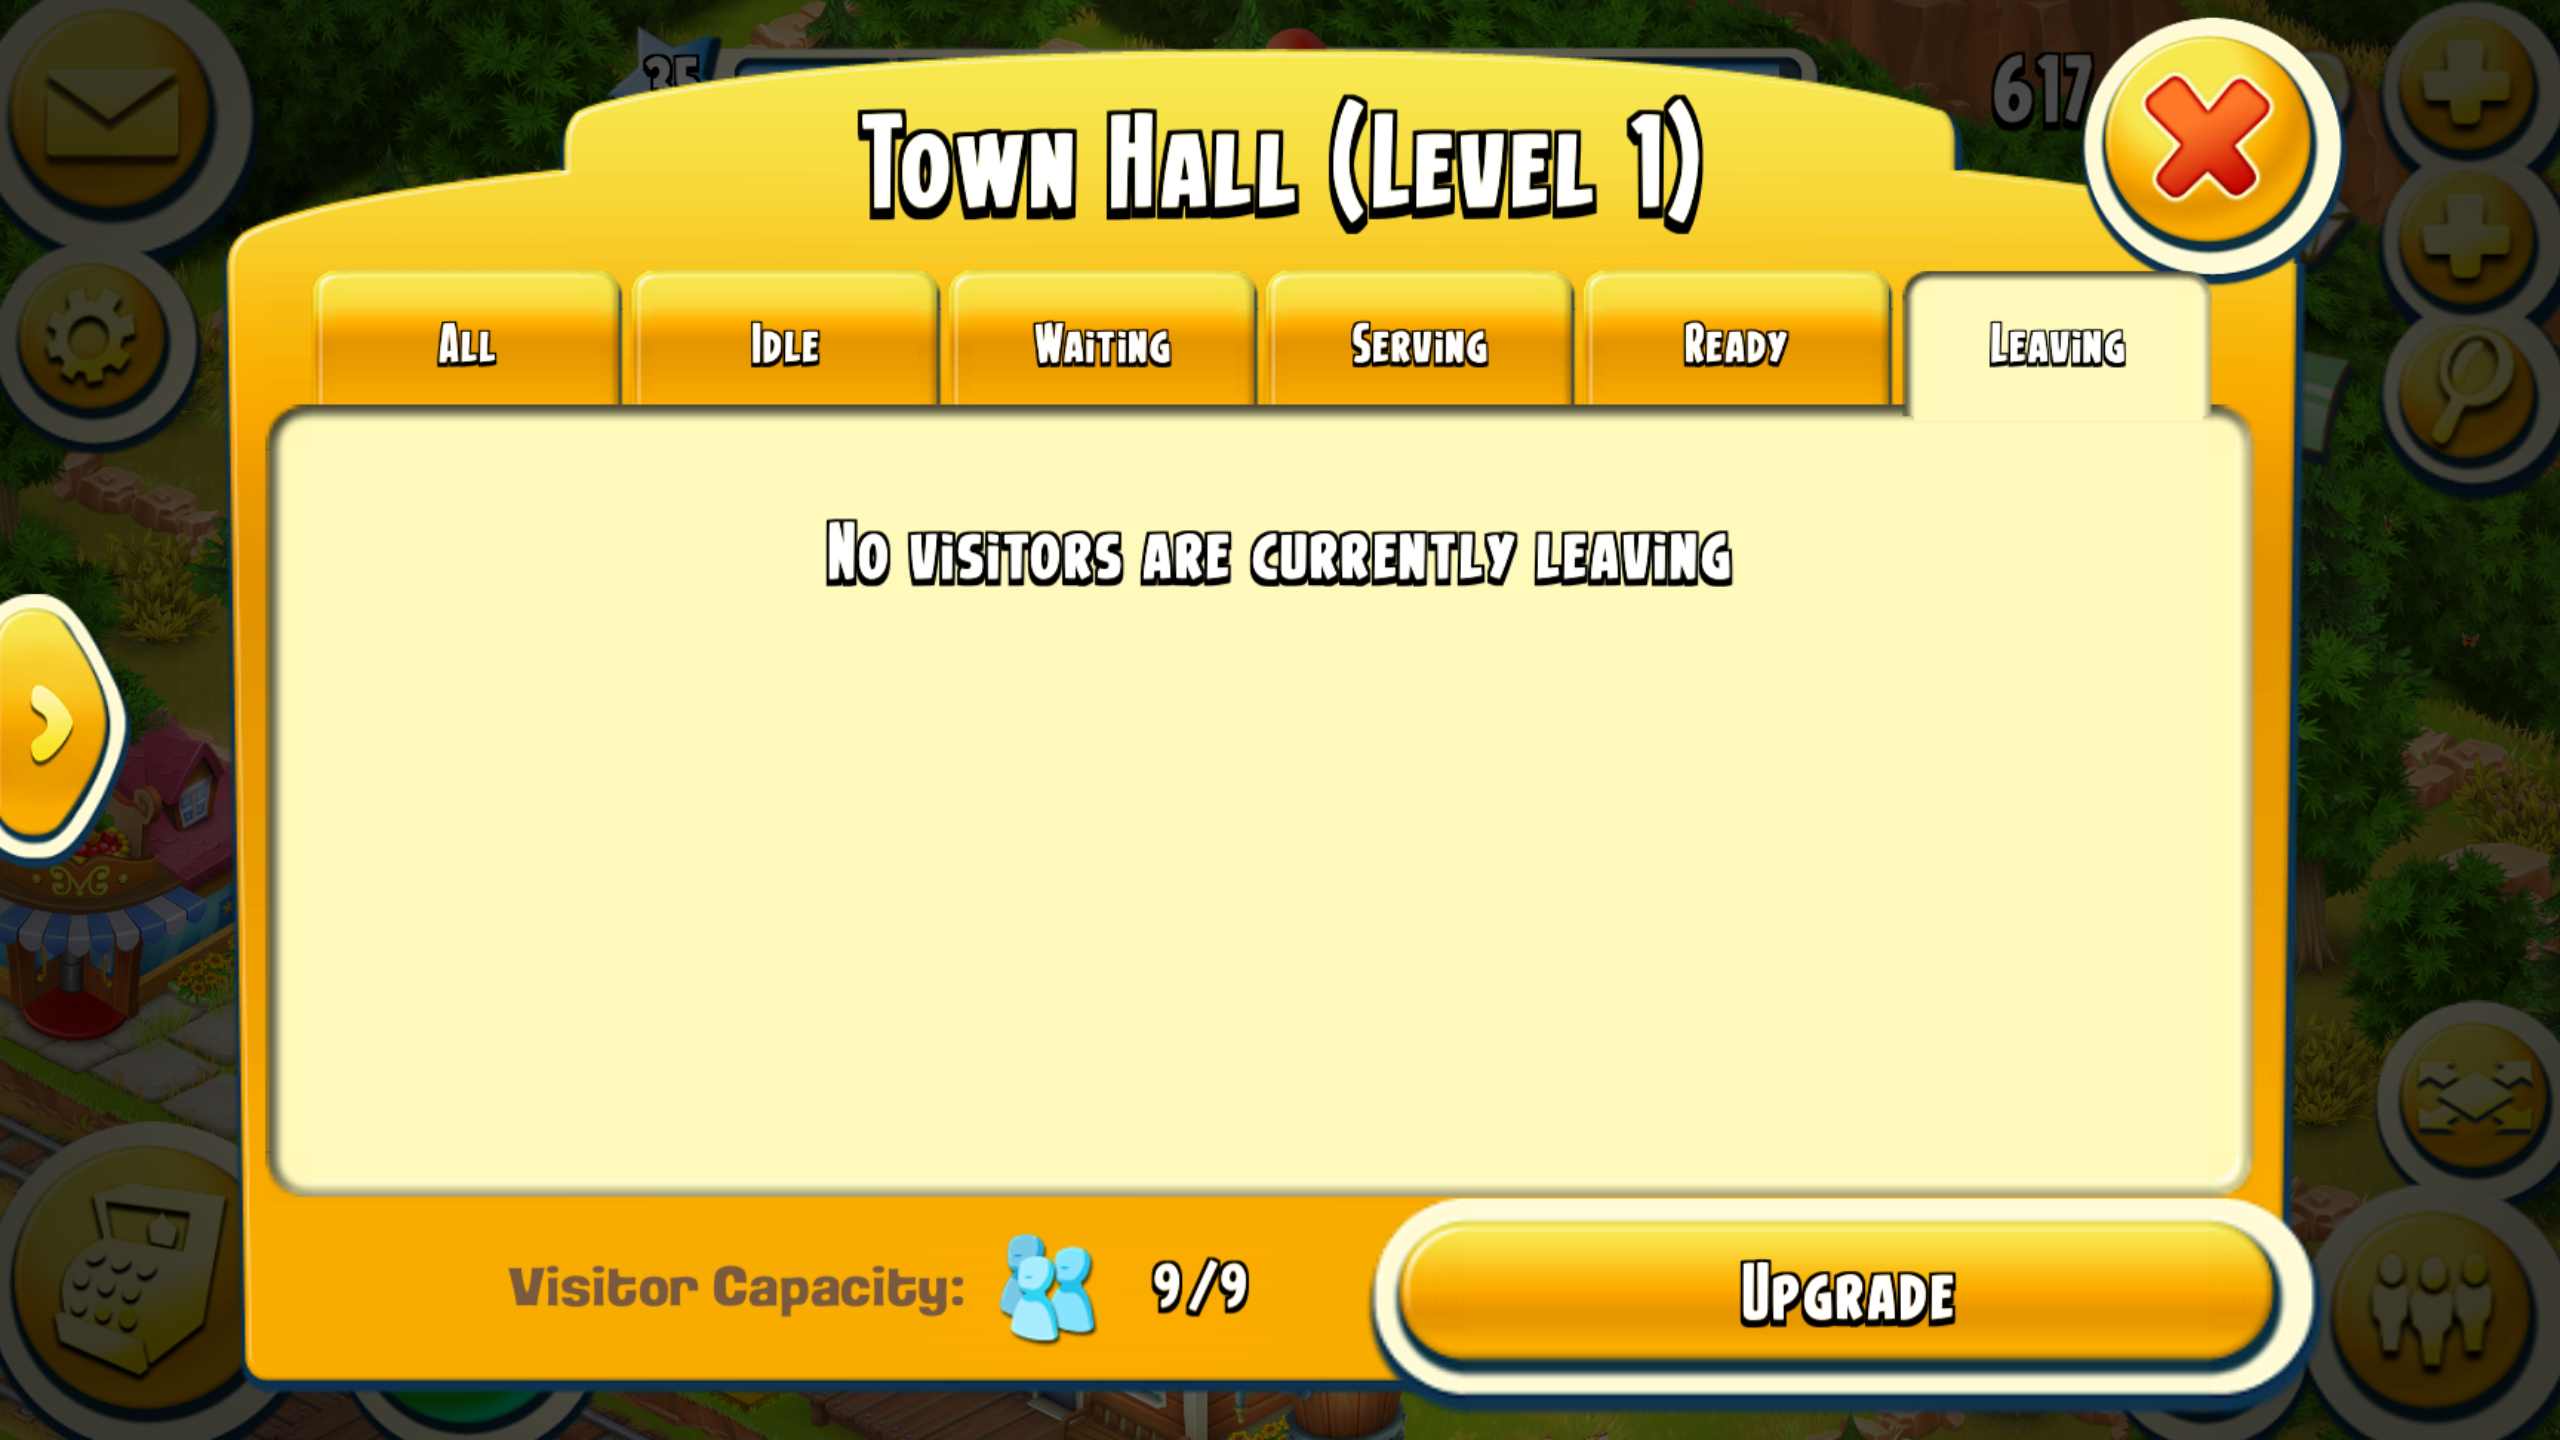 35
617
Town Hall (Level 1)
All
Idle
Waiting
Serving
Ready
Leaving
No visitors are currently leaving
Visitor Capacity:
9/9
Upgrade